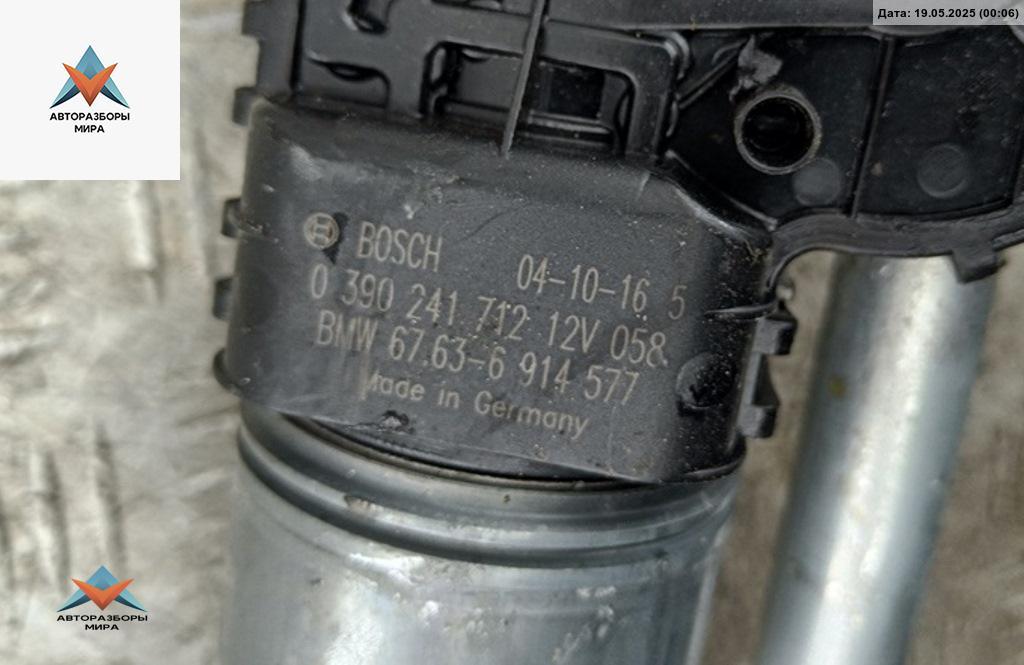 Дата: 19.05.2025 (00:06)
АВТОРАЗБОРЫ
МИРА
BOSCH 04-10-16 5
0 390 241 712 12V 058
BMW 67.63-6 914 577
Made in Germany
АВТОРАЗБОРЫ
МИРА